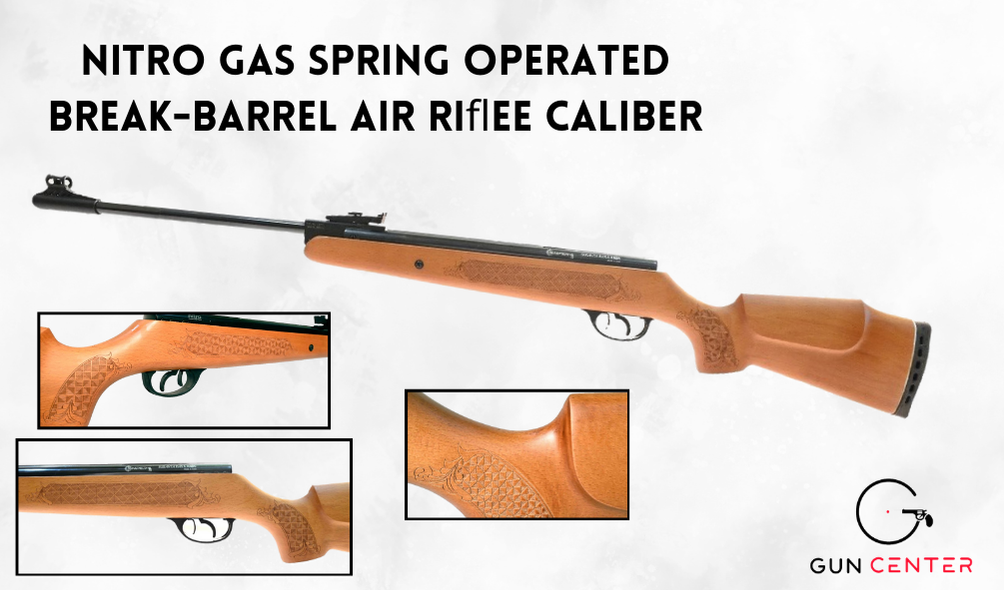 NITRO GAS SPRING OPERATED
BREAK-BARREL AIR RIflEE CALIBER
GUN CENTER